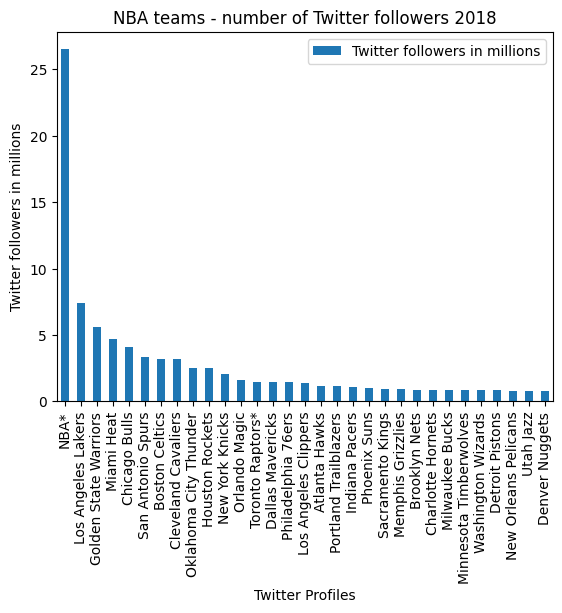 NBA teams - number of Twitter followers 2018
Twitter followers in millions
Twitter followers in millions
25
20
15
10
5
0
NBA*
Los Angeles Lakers
Golden State Warriors
Miami Heat
Chicago Bulls
San Antonio Spurs
Boston Celtics
Cleveland Cavaliers
Oklahoma City Thunder
Houston Rockets
New York Knicks
Orlando Magic
Toronto Raptors*
Dallas Mavericks
Philadelphia 76ers
Los Angeles Clippers
Atlanta Hawks
Portland Trailblazers
Indiana Pacers
Phoenix Suns
Sacramento Kings
Memphis Grizzlies
Brooklyn Nets
Charlotte Hornets
Milwaukee Bucks
Minnesota Timberwolves
Washington Wizards
Detroit Pistons
New Orleans Pelicans
Utah Jazz
Denver Nuggets
Twitter Profiles